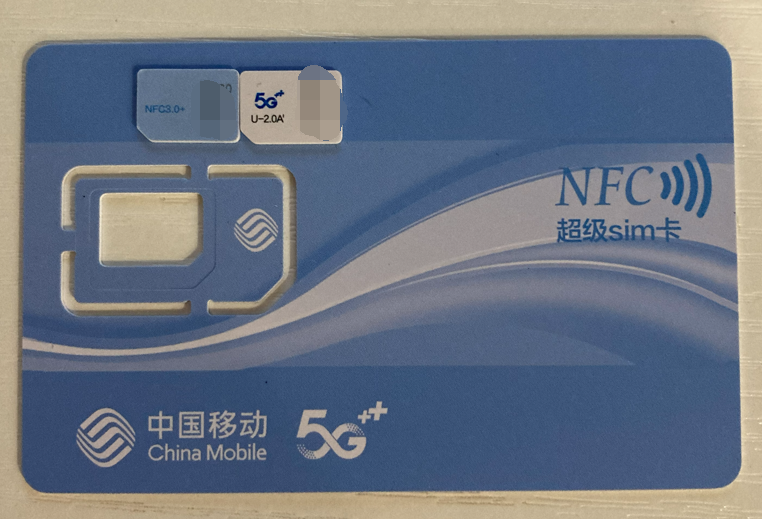 NFC3.0+
5G++
U-2.0A'
NFC
超级sim卡
中国移动
China Mobile
5G++